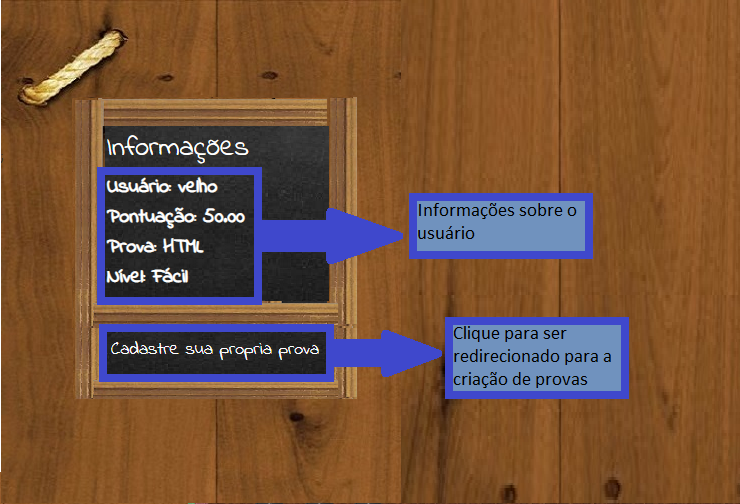 Informações
Usuário: velho
Pontuação: 50.00
Prova: HTML
Nível: Fácil
Cadastre sua propria prova
Informações sobre o
usuário
Clique para ser
redirecionado para a
criação de provas